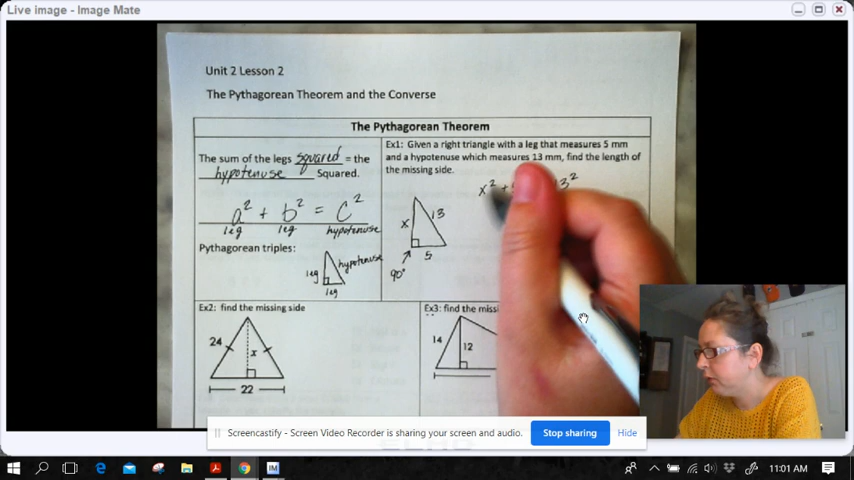 Live image - Image Mate
Unit 2 Lesson 2
The Pythagorean Theorem and the Converse
The Pythagorean Theorem
The sum of the legs squared = the
hypotenuse Squared.
a² + b² = c²
leg leg hypotenuse
Pythagorean triples:
leg hypotenuse
leg
Ex1: Given a right triangle with a leg that measures 5 mm
and a hypotenuse which measures 13 mm, find the length of
the missing side.
x² +
3²
x 13
5
90°
Ex2: find the missing side
24
x
22
Ex3: find the
14
12
Screencastify - Screen Video Recorder is sharing your screen and audio.
Stop sharing
Hide
11:01 AM